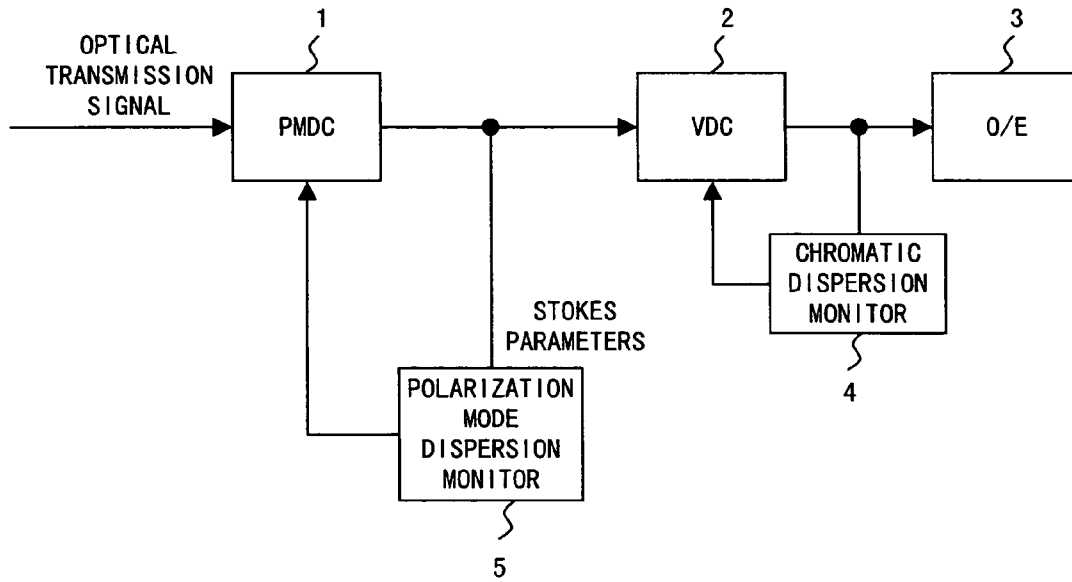 1
2
3
OPTICAL
TRANSMISSION
SIGNAL
PMDC
VDC
O/E
CHROMATIC
DISPERSION
MONITOR
STOKES
PARAMETERS
4
POLARIZATION
MODE
DISPERSION
MONITOR
5